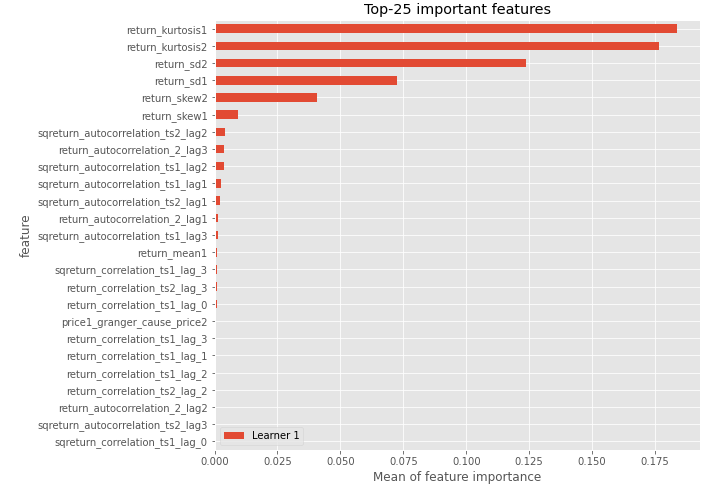 Top-25 important features
return_kurtosis1
return_kurtosis2
return_sd2
return_sd1
return_skew2
return_skew1
sqreturn_autocorrelation_ts2_lag2
return_autocorrelation_2_lag3
sqreturn_autocorrelation_ts1_lag2
sqreturn_autocorrelation_ts1_lag1
sqreturn_autocorrelation_ts2_lag1
return_autocorrelation_2_lag1
sqreturn_autocorrelation_ts1_lag3
return_mean1
sqreturn_correlation_ts1_lag_3
return_correlation_ts2_lag_3
return_correlation_ts1_lag_0
price1_granger_cause_price2
return_correlation_ts1_lag_3
return_correlation_ts1_lag_1
return_correlation_ts1_lag_2
return_correlation_ts2_lag_2
return_autocorrelation_2_lag2
sqreturn_autocorrelation_ts2_lag3
sqreturn_correlation_ts1_lag_0
feature
Learner 1
0.000 0.025 0.050 0.075 0.100 0.125 0.150 0.175
Mean of feature importance